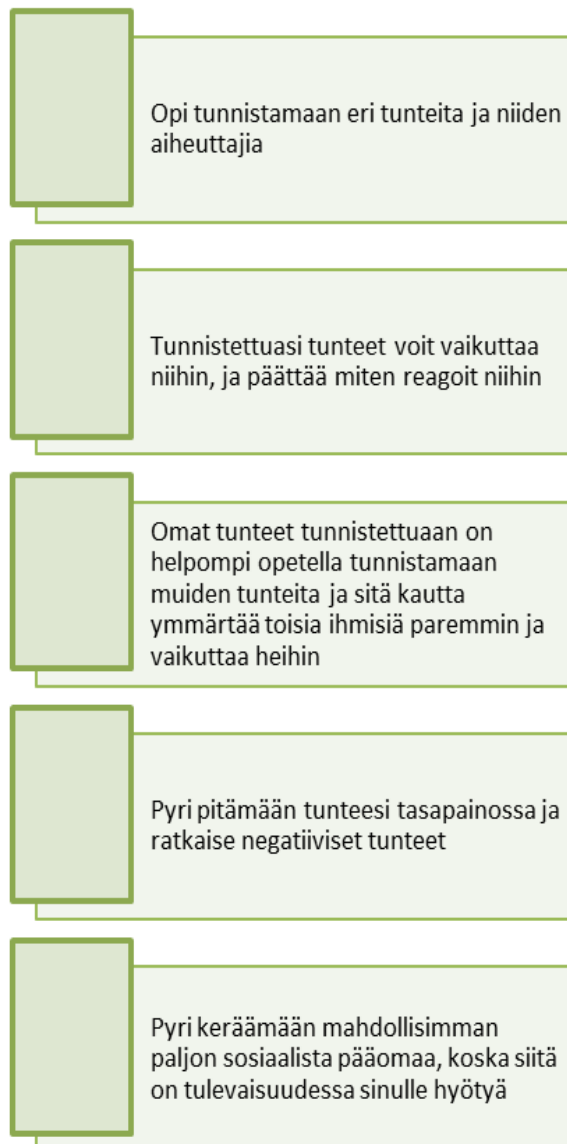 Opi tunnistamaan eri tunteita ja niiden
aiheuttajia
Tunnistettuasi tunteet voit vaikuttaa
niihin, ja päättää miten reagoit niihin
Omat tunteet tunnistettuaan on
helpompi opetella tunnistamaan
muiden tunteita ja sitä kautta
ymmärtää toisia ihmisiä paremmin ja
vaikuttaa heihin
Pyri pitämään tunteesi tasapainossa ja
ratkaise negatiiviset tunteet
Pyri keräämään mahdollisimman
paljon sosiaalista pääomaa, koska siitä
on tulevaisuudessa sinulle hyötyä